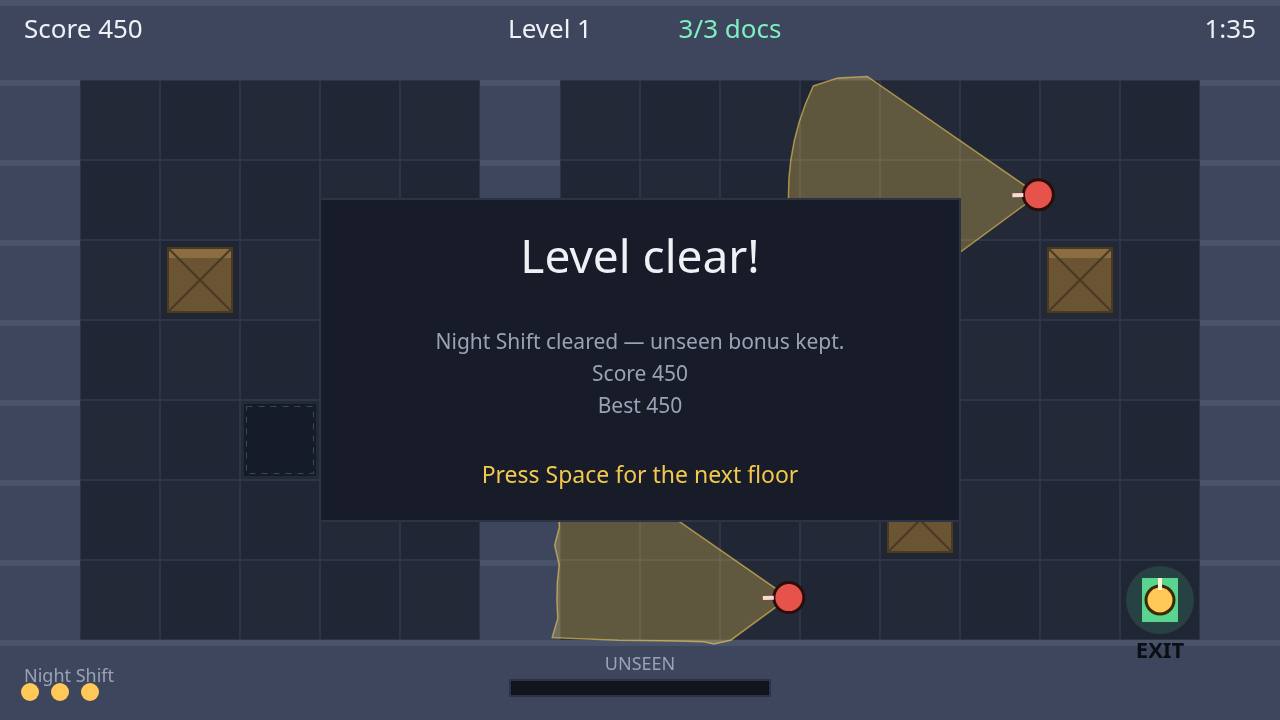 Score 450
Level 1
3/3 docs
1:35
Level clear!
Night Shift cleared — unseen bonus kept.
Score 450
Best 450
Press Space for the next floor
EXIT
UNSEEN
Night Shift